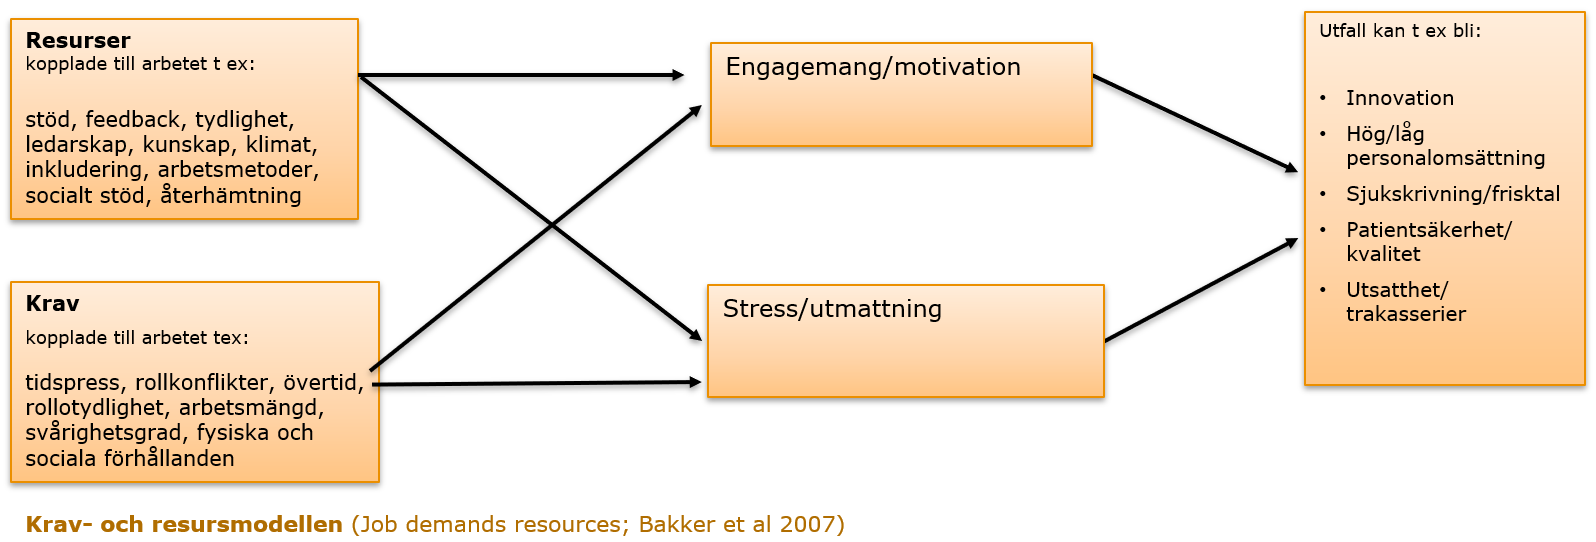 Resurser
kopplade till arbetet t ex:
stöd, feedback, tydlighet,
ledarskap, kunskap, klimat,
inkludering, arbetsmetoder,
socialt stöd, återhämtning
Krav
kopplade till arbetet tex:
tidspress, rollkonflikter, övertid,
rollotydlighet, arbetsmängd,
svårighetsgrad, fysiska och
sociala förhållanden
Engagemang/motivation
Stress/utmattning
Utfall kan t ex bli:
• Innovation
• Hög/låg
personalomsättning
• Sjukskrivning/frisktal
• Patientsäkerhet/
kvalitet
• Utsatthet/
trakasserier
Krav- och resursmodellen (Job demands resources; Bakker et al 2007)